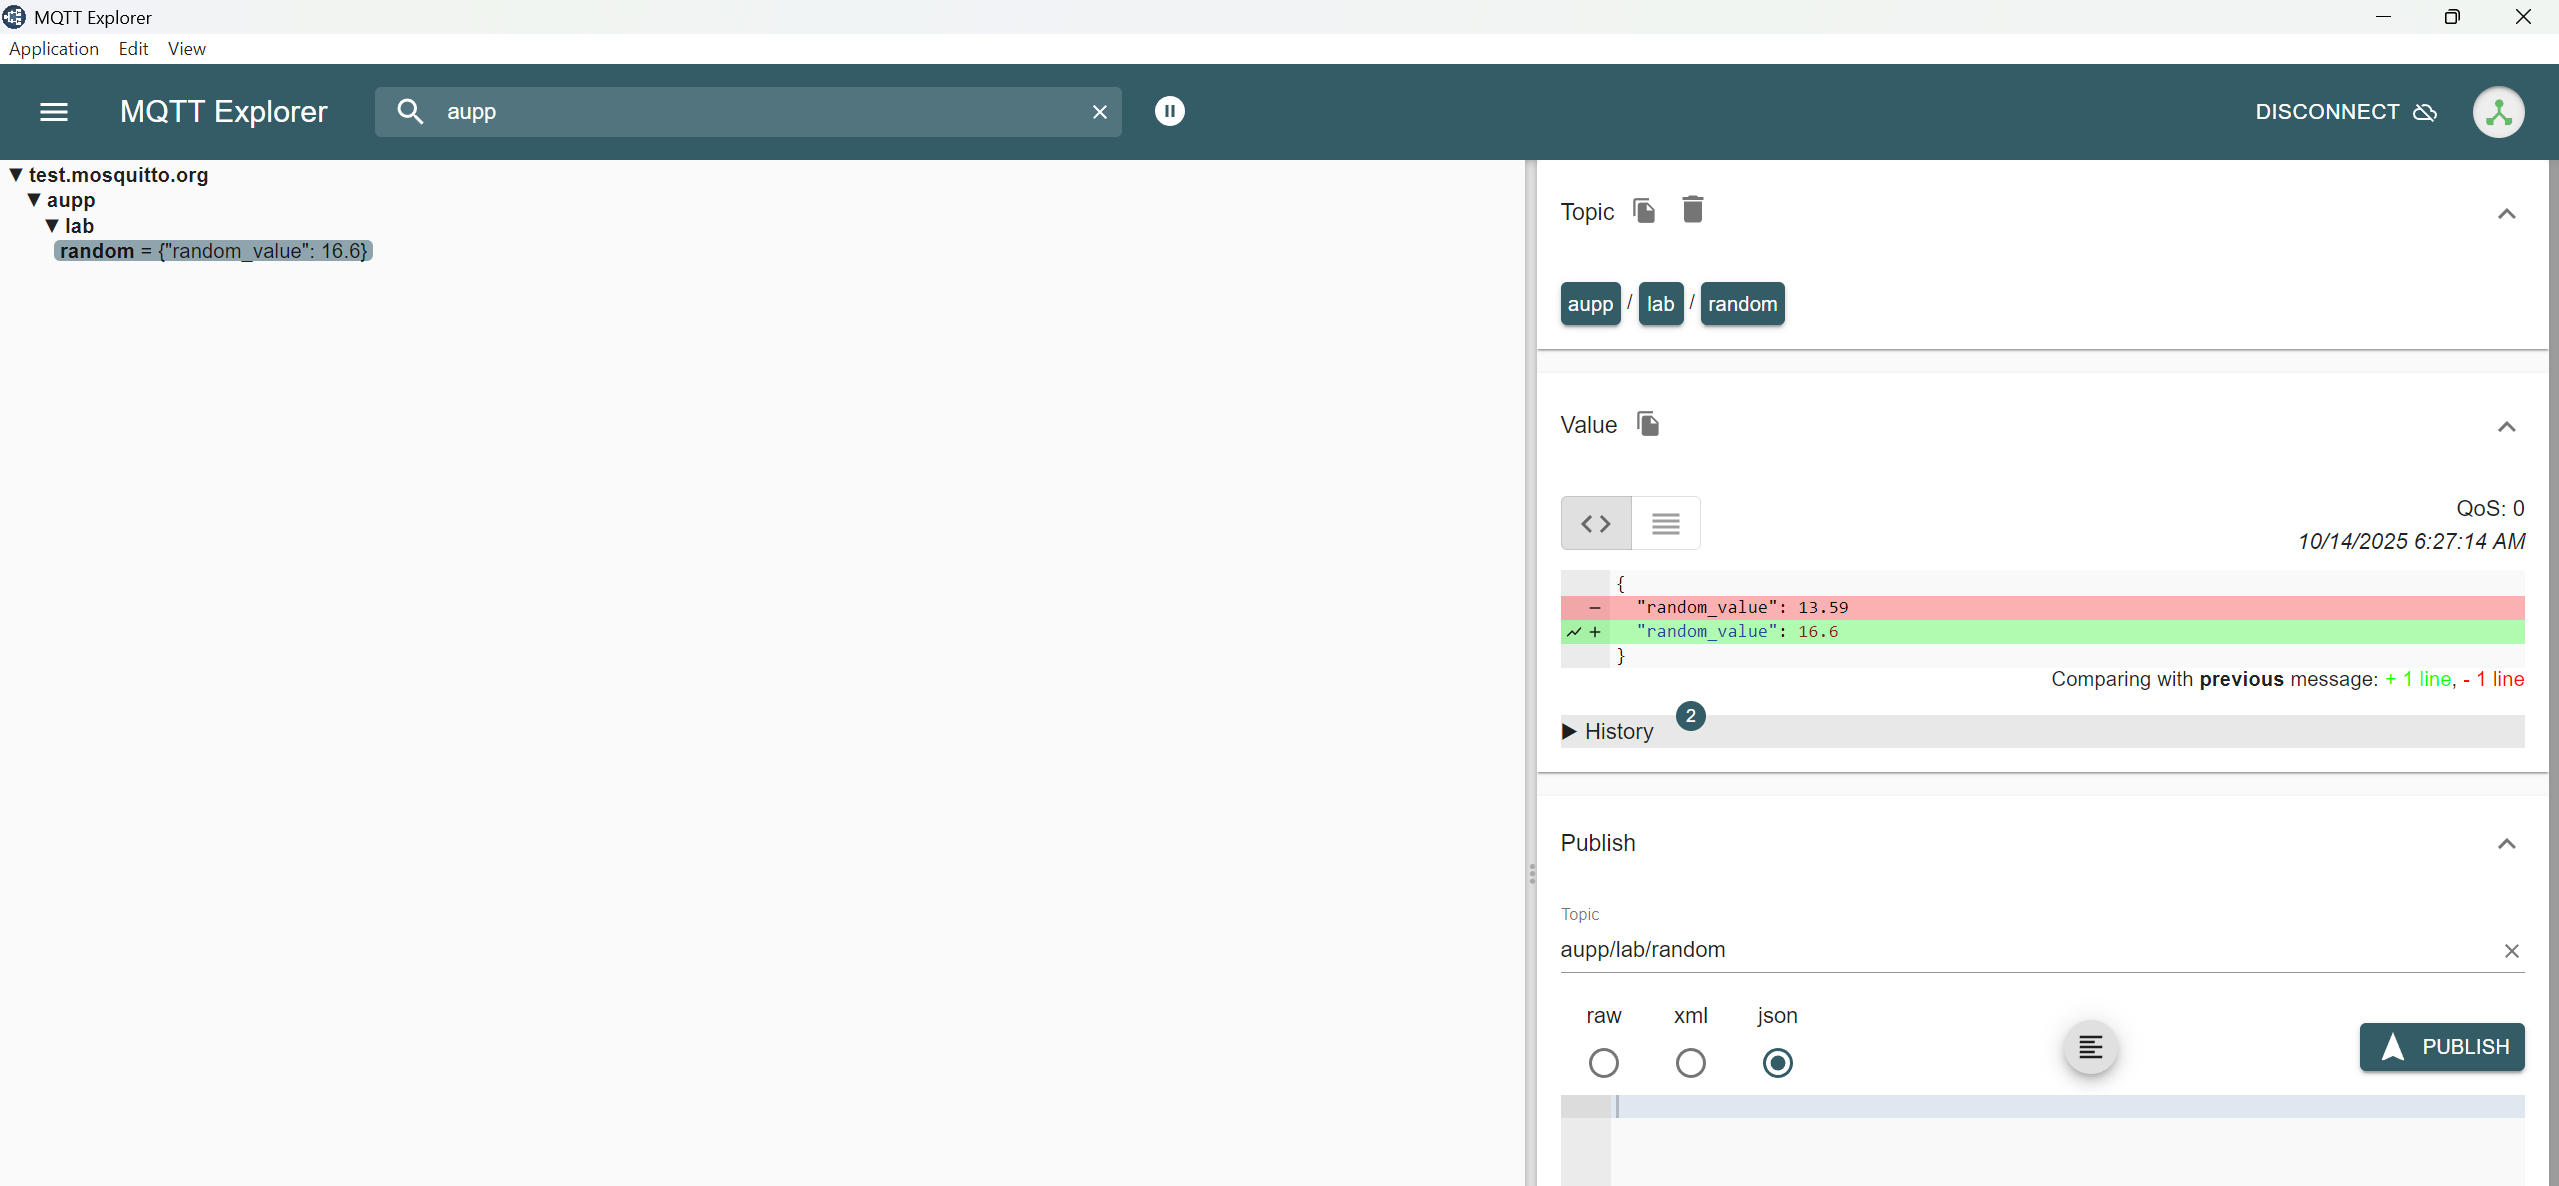 MQTT Explorer
Application Edit View
MQTT Explorer aupp DISCONNECT
test.mosquitto.org
aupp
lab
random = {"random_value": 16.6}
Topic
aupp / lab / random
Value
QoS: 0
10/14/2025 6:27:14 AM
{
- "random_value": 13.59
+ "random_value": 16.6
}
Comparing with previous message: + 1 line, - 1 line
History 2
Publish
Topic
aupp/lab/random
raw xml json
PUBLISH